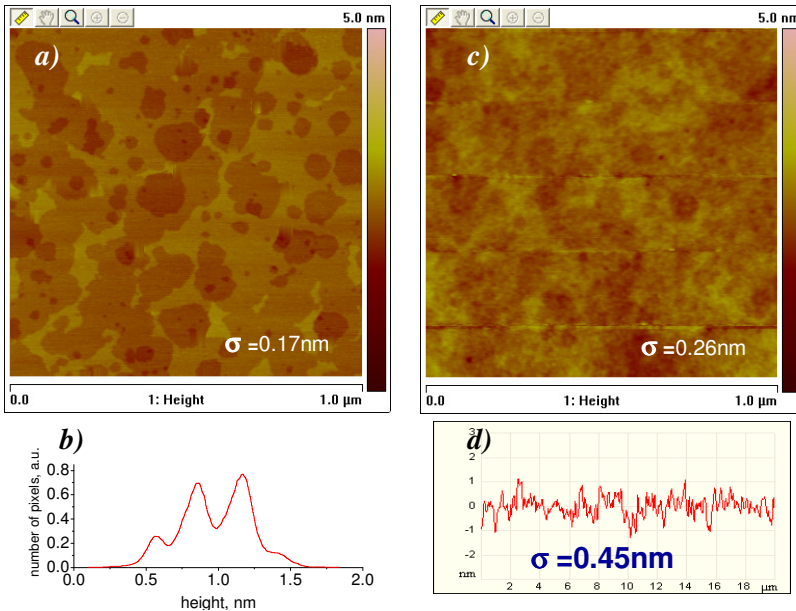 5.0 nm
a)
σ =0.17nm
0.0 1: Height 1.0 µm
5.0 nm
c)
σ =0.26nm
0.0 1: Height 1.0 µm
b)
number of pixels, a.u.
0.8
0.6
0.4
0.2
0.0
0.0 0.5 1.0 1.5 2.0
height, nm
d)
3
2
1
0
-1
-2
nm
σ =0.45nm
2 4 6 8 10 12 14 16 18 µm